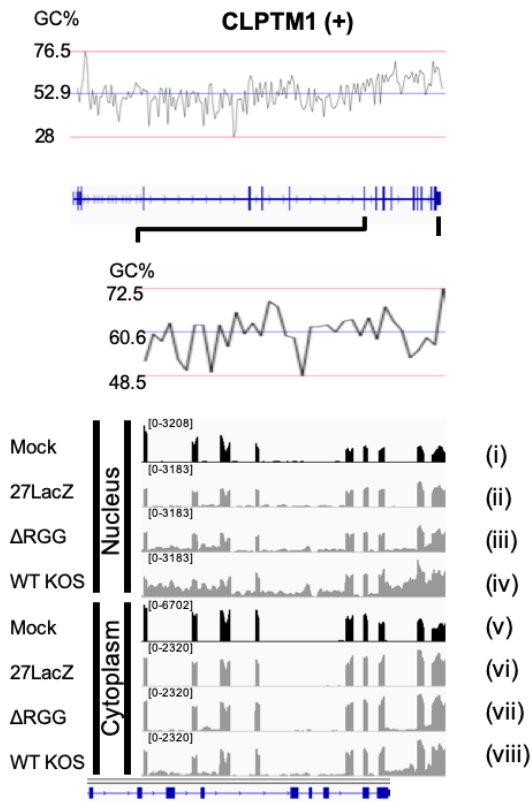 GC%
CLPTM1 (+)
76.5
52.9
28
GC%
72.5
60.6
48.5
Nucleus
Mock
[0-3208]
(i)
27LacZ
[0-3183]
(ii)
ΔRGG
[0-3183]
(iii)
WT KOS
[0-3183]
(iv)
Cytoplasm
Mock
[0-6702]
(v)
27LacZ
[0-2320]
(vi)
ΔRGG
[0-2320]
(vii)
WT KOS
[0-2320]
(viii)